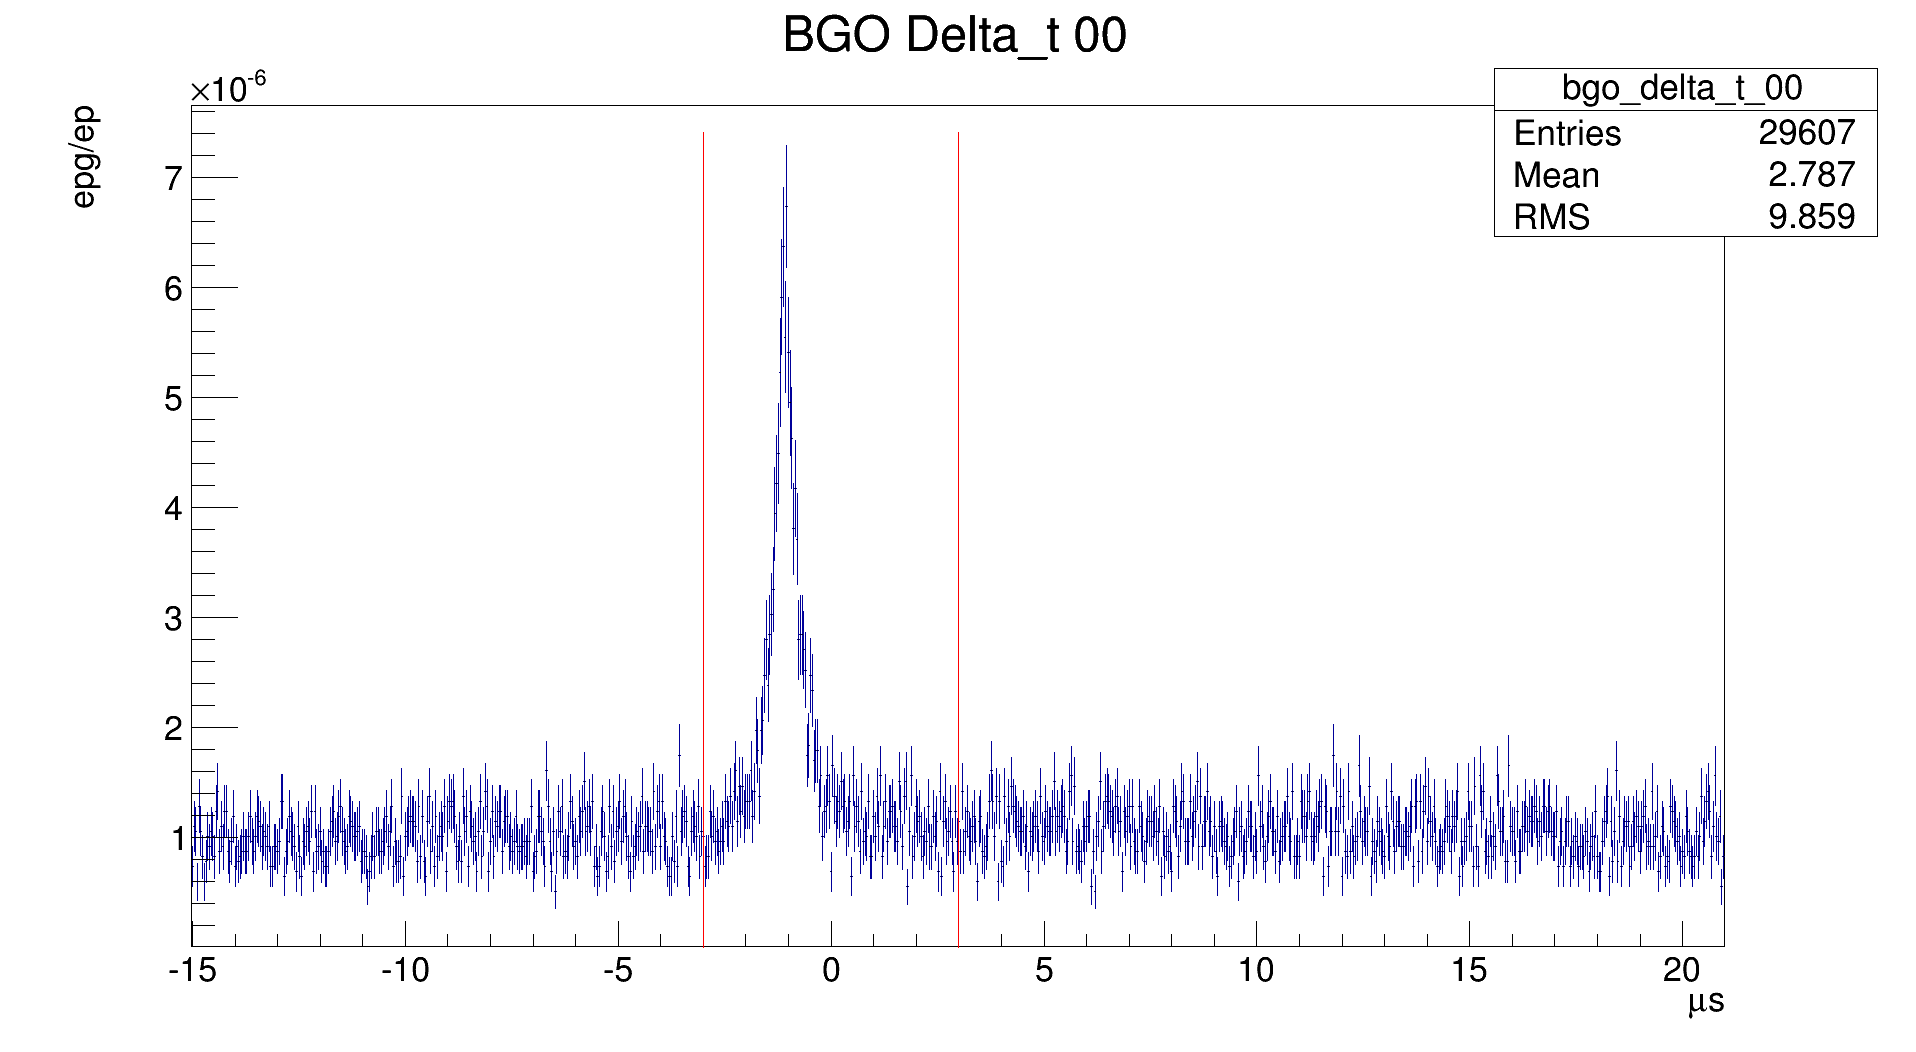 BGO Delta_t 00
×10-6
epg/ep
bgo_delta_t_00
Entries 29607
Mean 2.787
RMS 9.859
7
6
5
4
3
2
1
-15 -10 -5 0 5 10 15 20
μs